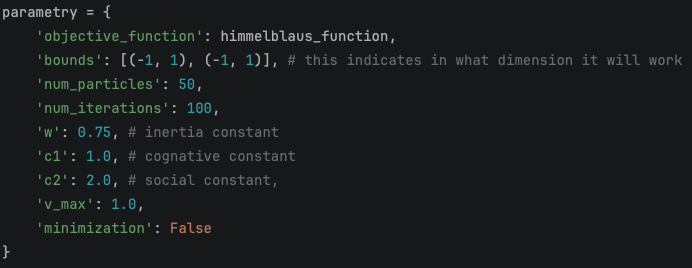 parametry = {
    'objective_function': himmelblaus_function,
    'bounds': [(-1, 1), (-1, 1)], # this indicates in what dimension it will work
    'num_particles': 50,
    'num_iterations': 100,
    'w': 0.75, # inertia constant
    'c1': 1.0, # cognative constant
    'c2': 2.0, # social constant,
    'v_max': 1.0,
    'minimization': False
}